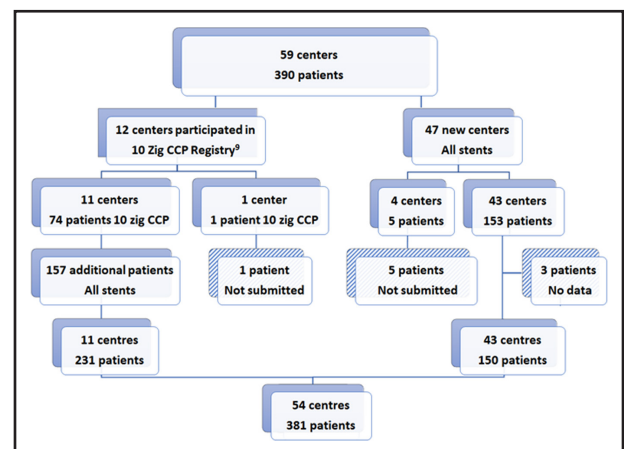 59 centers
390 patients
12 centers participated in
10 Zig CCP Registry⁹
47 new centers
All stents
11 centers
74 patients 10 zig CCP
1 center
1 patient 10 zig CCP
4 centers
5 patients
43 centers
153 patients
157 additional patients
All stents
1 patient
Not submitted
5 patients
Not submitted
3 patients
No data
11 centres
231 patients
43 centres
150 patients
54 centres
381 patients